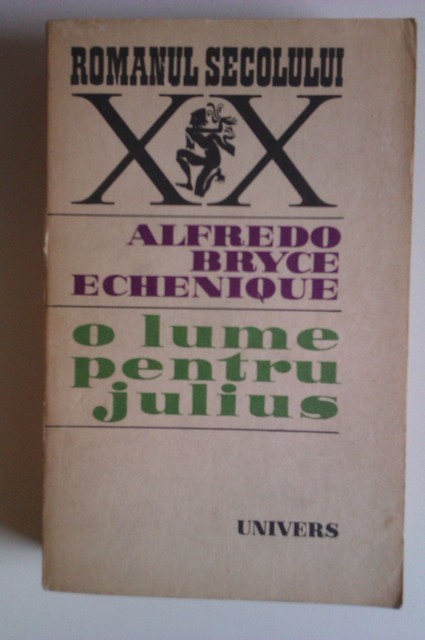 ROMANUL SECOLULUI
XX
ALFREDO
BRYCE
ECHENIQUE
o lume
pentru
julius
UNIVERS